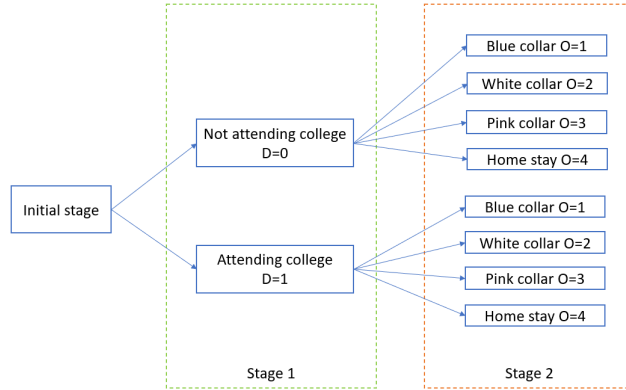 Initial stage
Not attending college
D=0
Attending college
D=1
Stage 1
Blue collar O=1
White collar O=2
Pink collar O=3
Home stay O=4
Blue collar O=1
White collar O=2
Pink collar O=3
Home stay O=4
Stage 2